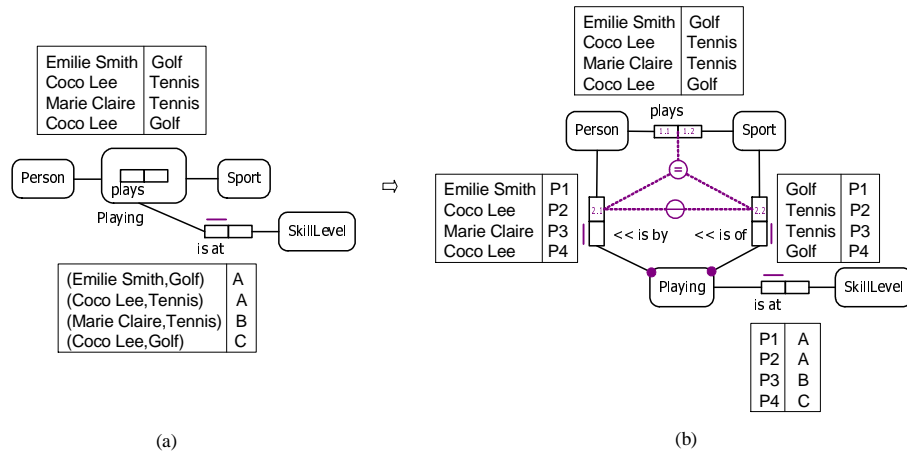 Emilie Smith Golf
Coco Lee Tennis
Marie Claire Tennis
Coco Lee Golf
Person
plays
Sport
Playing
is at
SkillLevel
(Emilie Smith,Golf) A
(Coco Lee,Tennis) A
(Marie Claire,Tennis) B
(Coco Lee,Golf) C
(a)
⇨
Emilie Smith Golf
Coco Lee Tennis
Marie Claire Tennis
Coco Lee Golf
plays
Person
1.1 1.2
Sport
=
Emilie Smith P1
Coco Lee P2
Marie Claire P3
Coco Lee P4
2.1
<< is by
<< is of
2.2
Golf P1
Tennis P2
Tennis P3
Golf P4
Playing
is at
SkillLevel
P1 A
P2 A
P3 B
P4 C
(b)